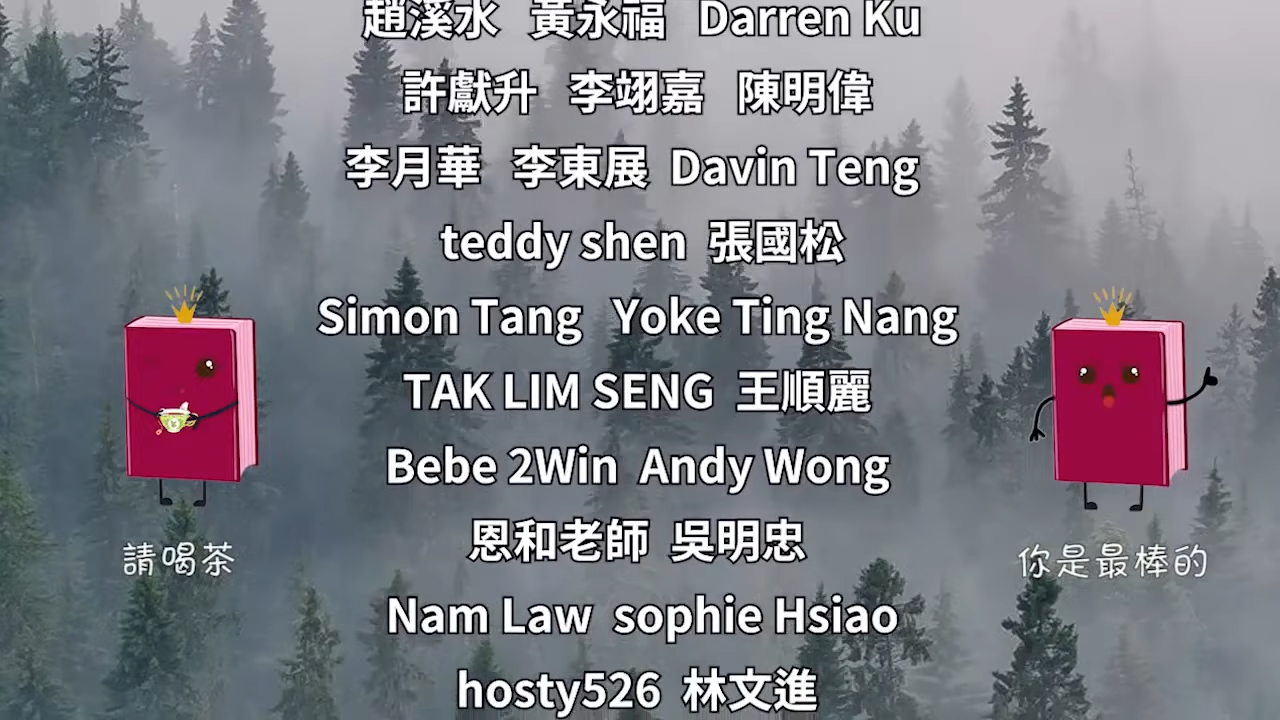 趙溪水 黃永福 Darren Ku
許獻升 李翊嘉 陳明偉
李月華 李東展 Davin Teng
teddy shen 張國松
Simon Tang Yoke Ting Nang
TAK LIM SENG 王順麗
Bebe 2Win Andy Wong
恩和老師 吳明忠
請喝茶
你是最棒的
Nam Law sophie Hsiao
hosty526 林文進